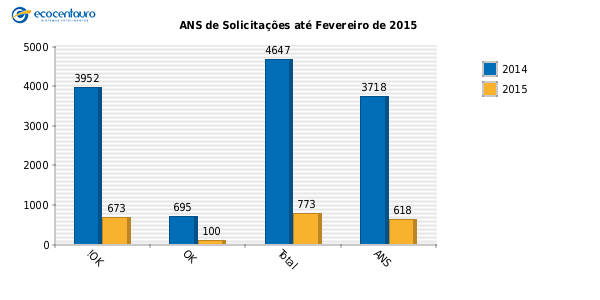 ecocentauro
ANS de Solicitações até Fevereiro de 2015
5000
4000
3000
2000
1000
0
3952
673
695
100
4647
773
3718
618
!OK
OK
Total
ANS
2014
2015